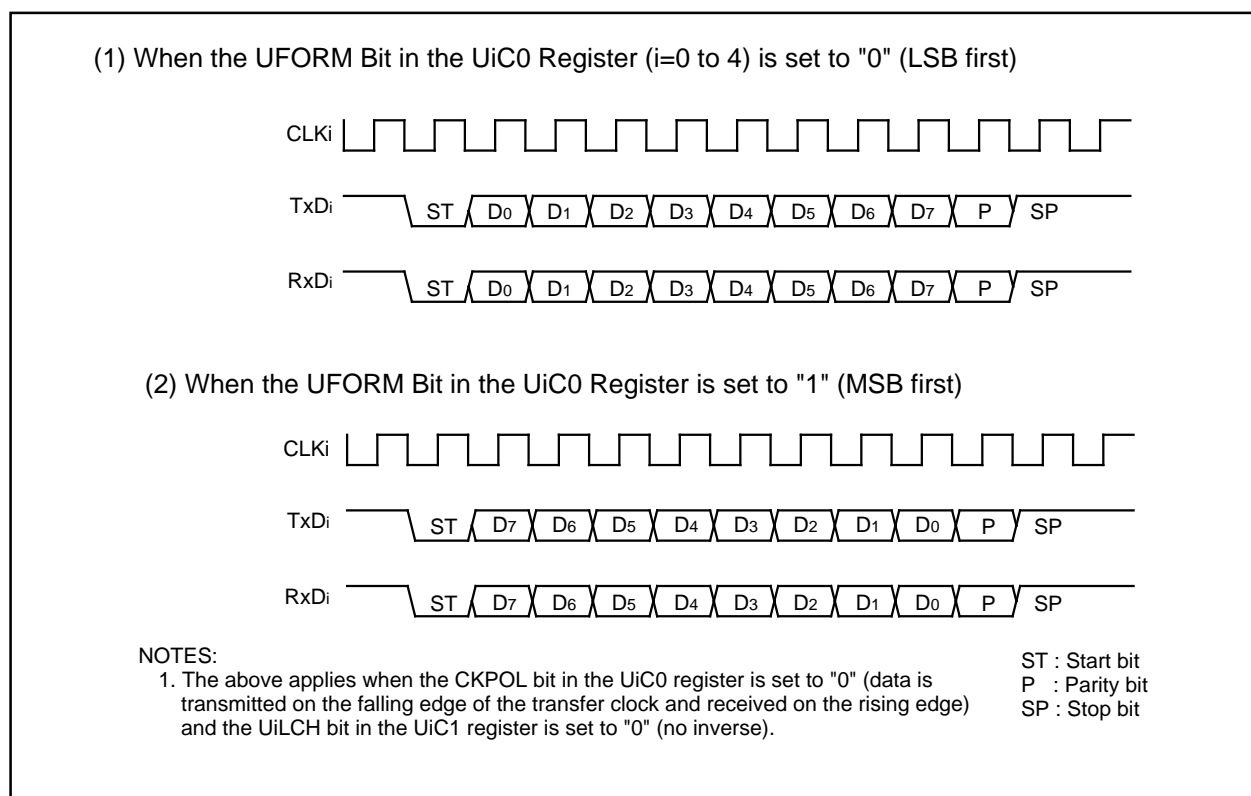 (1) When the UFORM Bit in the UiC0 Register (i=0 to 4) is set to "0" (LSB first)
CLKi
TxDi ST D0 D1 D2 D3 D4 D5 D6 D7 P SP
RxDi ST D0 D1 D2 D3 D4 D5 D6 D7 P SP
(2) When the UFORM Bit in the UiC0 Register is set to "1" (MSB first)
CLKi
TxDi ST D7 D6 D5 D4 D3 D2 D1 D0 P SP
RxDi ST D7 D6 D5 D4 D3 D2 D1 D0 P SP
NOTES:
1. The above applies when the CKPOL bit in the UiC0 register is set to "0" (data is
transmitted on the falling edge of the transfer clock and received on the rising edge)
and the UiLCH bit in the UiC1 register is set to "0" (no inverse).
ST : Start bit
P : Parity bit
SP : Stop bit